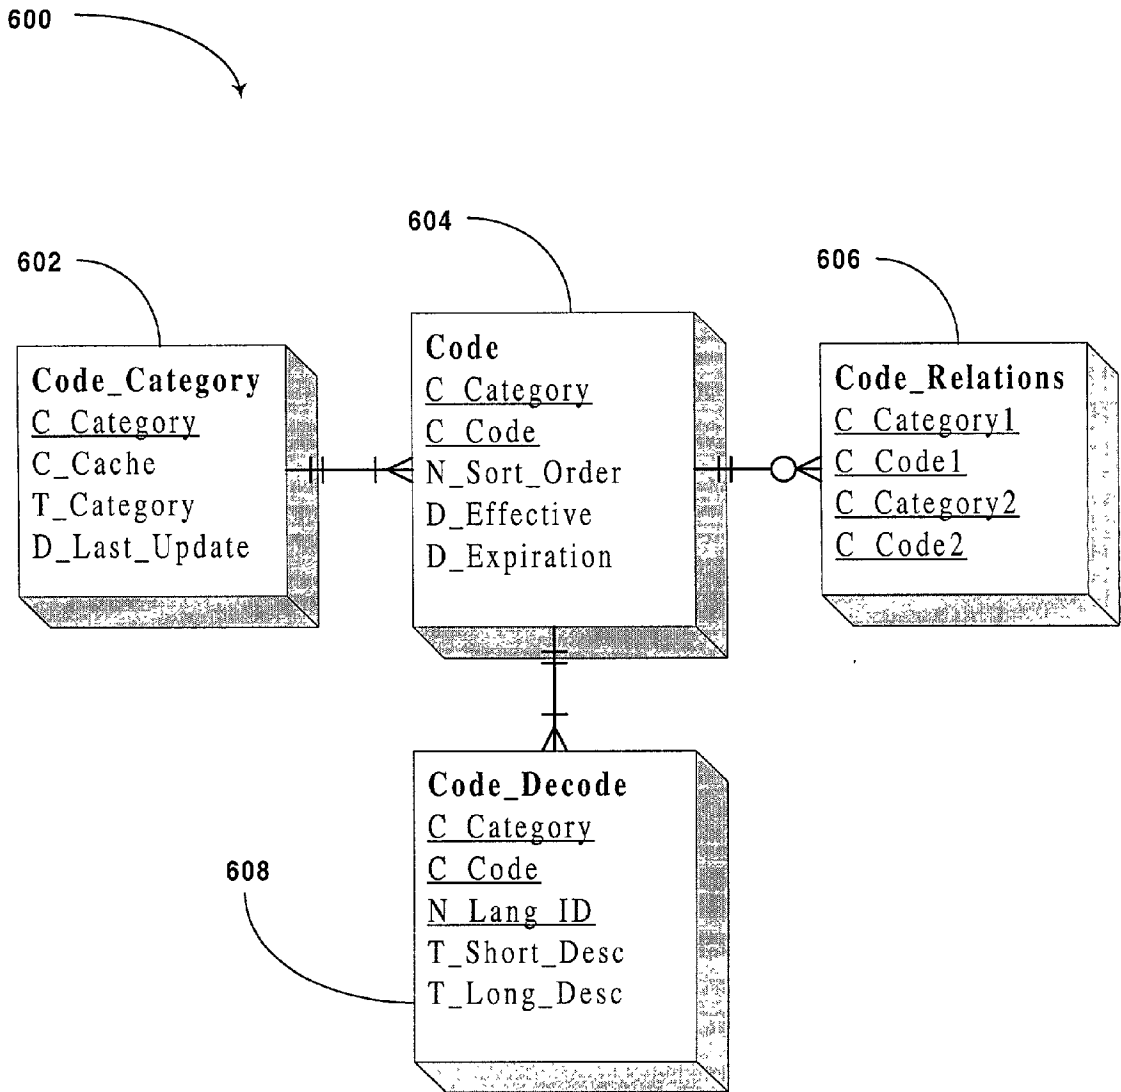 600
604
602
606
Code_Category
C_Category
C_Cache
T_Category
D_Last_Update
Code
C_Category
C_Code
N_Sort_Order
D_Effective
D_Expiration
Code_Relations
C_Category1
C_Code1
C_Category2
C_Code2
608
Code_Decode
C_Category
C_Code
N_Lang_ID
T_Short_Desc
T_Long_Desc